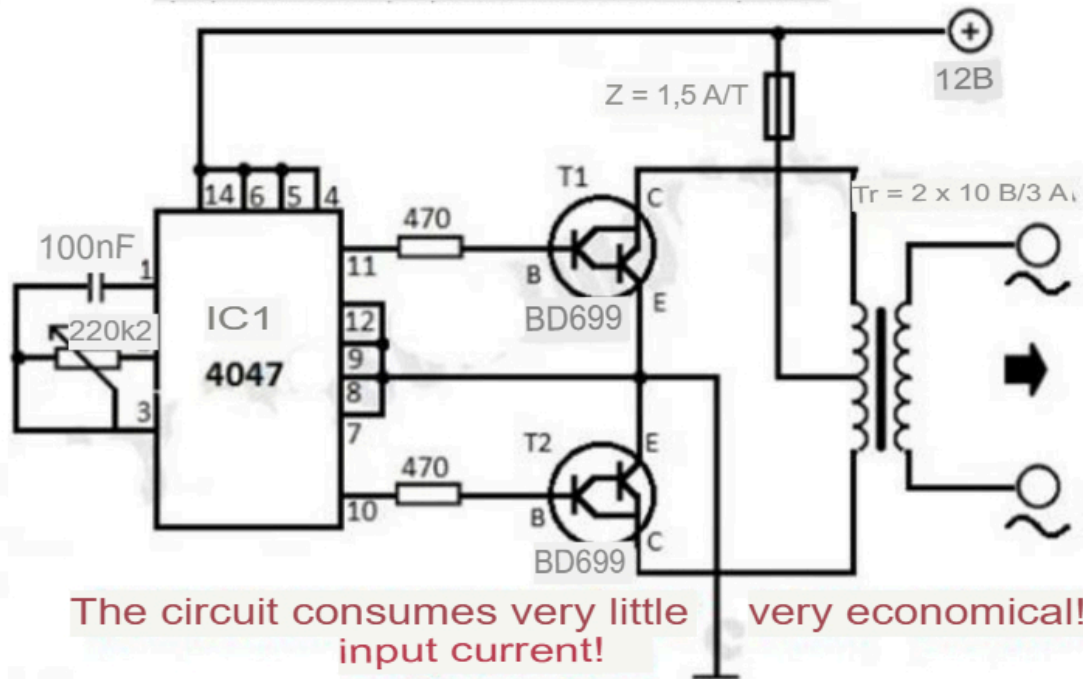 12B
Z = 1,5 A/T
T1
C
Tr = 2 x 10 B/3 A
14 6 5 4
470
100nF
1
11
B
E
BD699
220k2
IC1
12
4047
9
8
3
7
T2
E
470
10
B
C
BD699
The circuit consumes very little very economical!
input current!